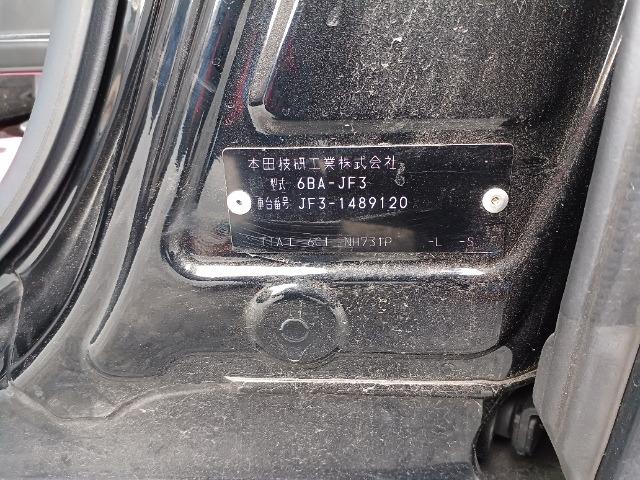 本田技研工業株式会社
型式 6BA-JF3
車台番号 JF3-1489120
NH731P -L -S